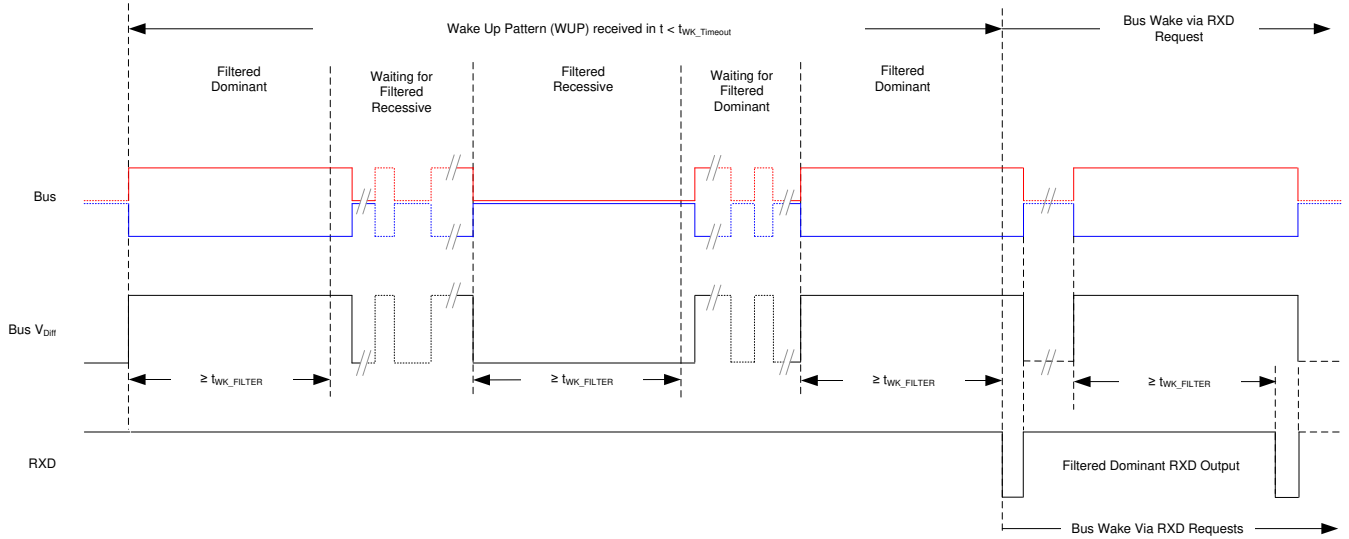 Wake Up Pattern (WUP) received in t < tWK_Timeout
Bus Wake via RXD
Request
Filtered
Dominant
Waiting for
Filtered
Recessive
Filtered
Recessive
Waiting for
Filtered
Dominant
Filtered
Dominant
Bus
Bus VDiff
≥ tWK_FILTER
≥ tWK_FILTER
≥ tWK_FILTER
≥ tWK_FILTER
RXD
Filtered Dominant RXD Output
Bus Wake Via RXD Requests